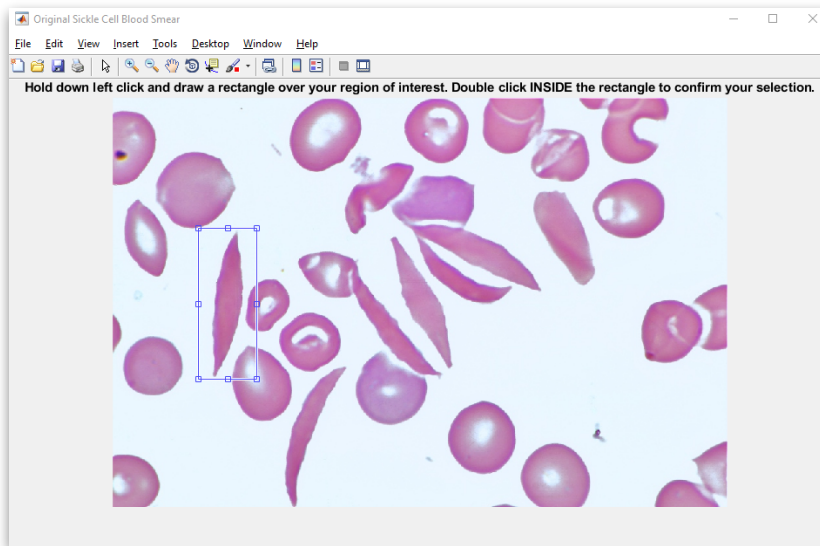 Original Sickle Cell Blood Smear
File Edit View Insert Tools Desktop Window Help
Hold down left click and draw a rectangle over your region of interest. Double click INSIDE the rectangle to confirm your selection.